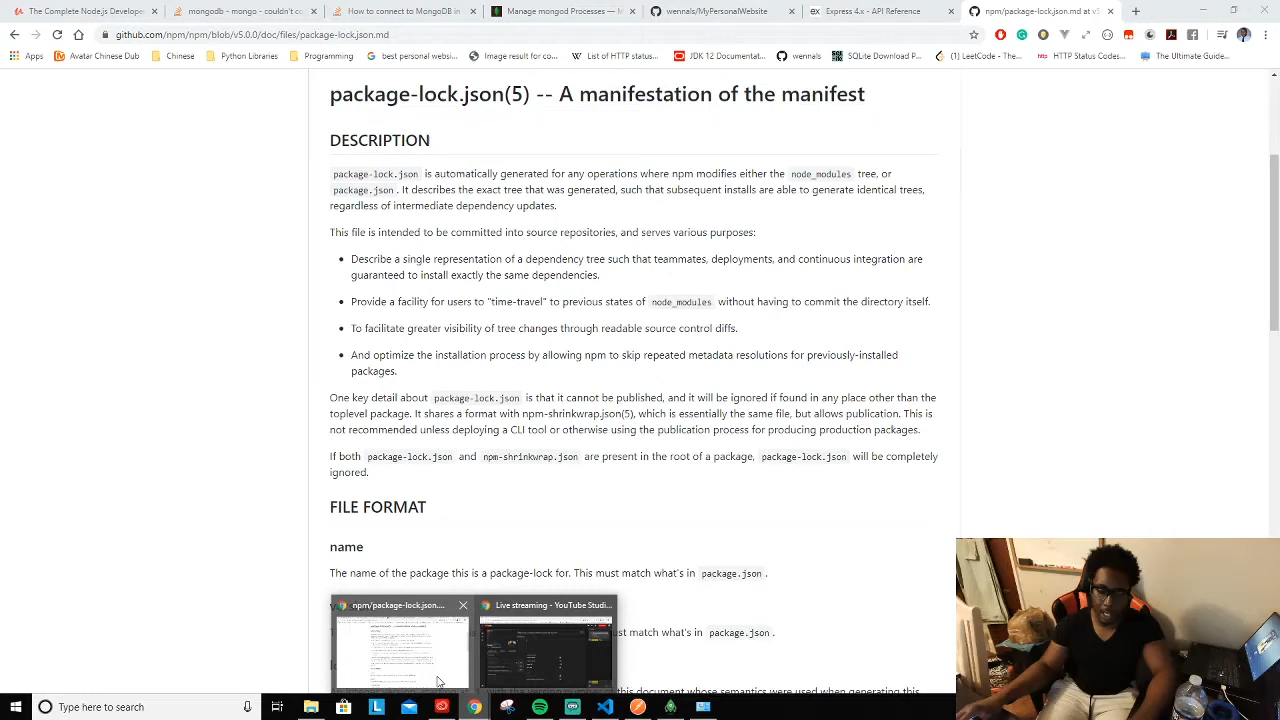 The Complete Node.js Develope
mongodb - mongo - couldn't co
How to connect to MongoDB in
Manage mongod Processes — M
wennals/MyPersonalWebsite
Express 4.x - API Reference
npm/package-lock.json.md at v5
github.com/npm/npm/blob/v5.0.0/doc/files/package-lock.json.md
Apps
Avatar Chinese Dub
Chinese
Python Libraries
Programming
best personal websi...
Image result for co...
List of HTTP status...
JDK 12 Documentat...
wennals
SQLite Download P...
(1) LeetCode - The...
HTTP Status Codes...
The Ultimate Guide...
package-lock.json(5) -- A manifestation of the manifest
DESCRIPTION
package-lock.json is automatically generated for any operations where npm modifies either the node_modules tree, or
package.json. It describes the exact tree that was generated, such that subsequent installs are able to generate identical trees,
regardless of intermediate dependency updates.
This file is intended to be committed into source repositories, and serves various purposes:
• Describe a single representation of a dependency tree such that teammates, deployments, and continuous integration are
guaranteed to install exactly the same dependencies.
• Provide a facility for users to "time-travel" to previous states of node_modules without having to commit the directory itself.
• To facilitate greater visibility of tree changes through readable source control diffs.
• And optimize the installation process by allowing npm to skip repeated metadata resolutions for previously-installed
packages.
One key detail about package-lock.json is that it cannot be published, and it will be ignored if found in any place other than the
toplevel package. It shares a format with npm-shrinkwrap.json(5), which is essentially the same file, but allows publication. This is
not recommended unless deploying a CLI tool or otherwise using the publication process for producing production packages.
If both package-lock.json and npm-shrinkwrap.json are present in the root of a package, package-lock.json will be completely
ignored.
FILE FORMAT
name
The name of the package this is a package-lock for. This must match what's in package.json.
npm/package-lock.json....
Live streaming - YouTube Studi...
this document whose semantics were used when generating this
Type here to search